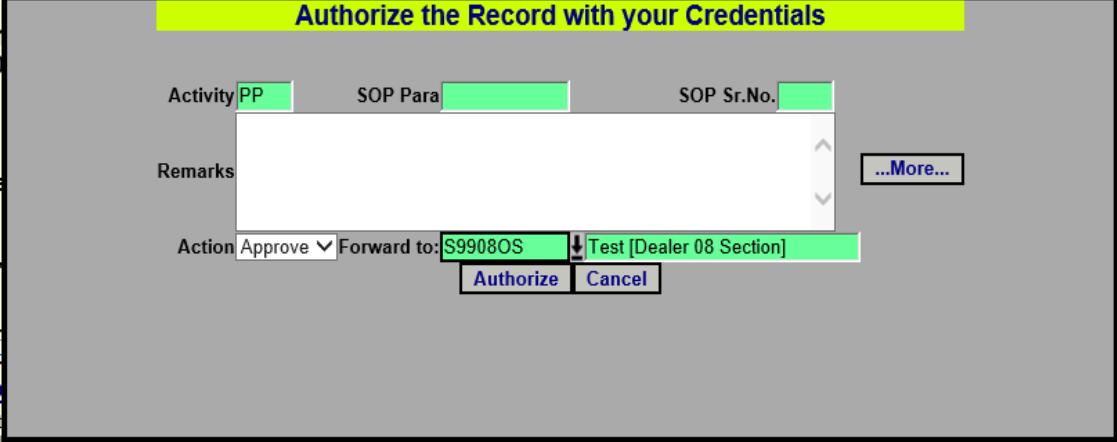 Authorize the Record with your Credentials
Activity PP SOP Para SOP Sr.No.
Remarks ...More...
Action Approve Forward to: S9908OS Test [Dealer 08 Section]
Authorize Cancel